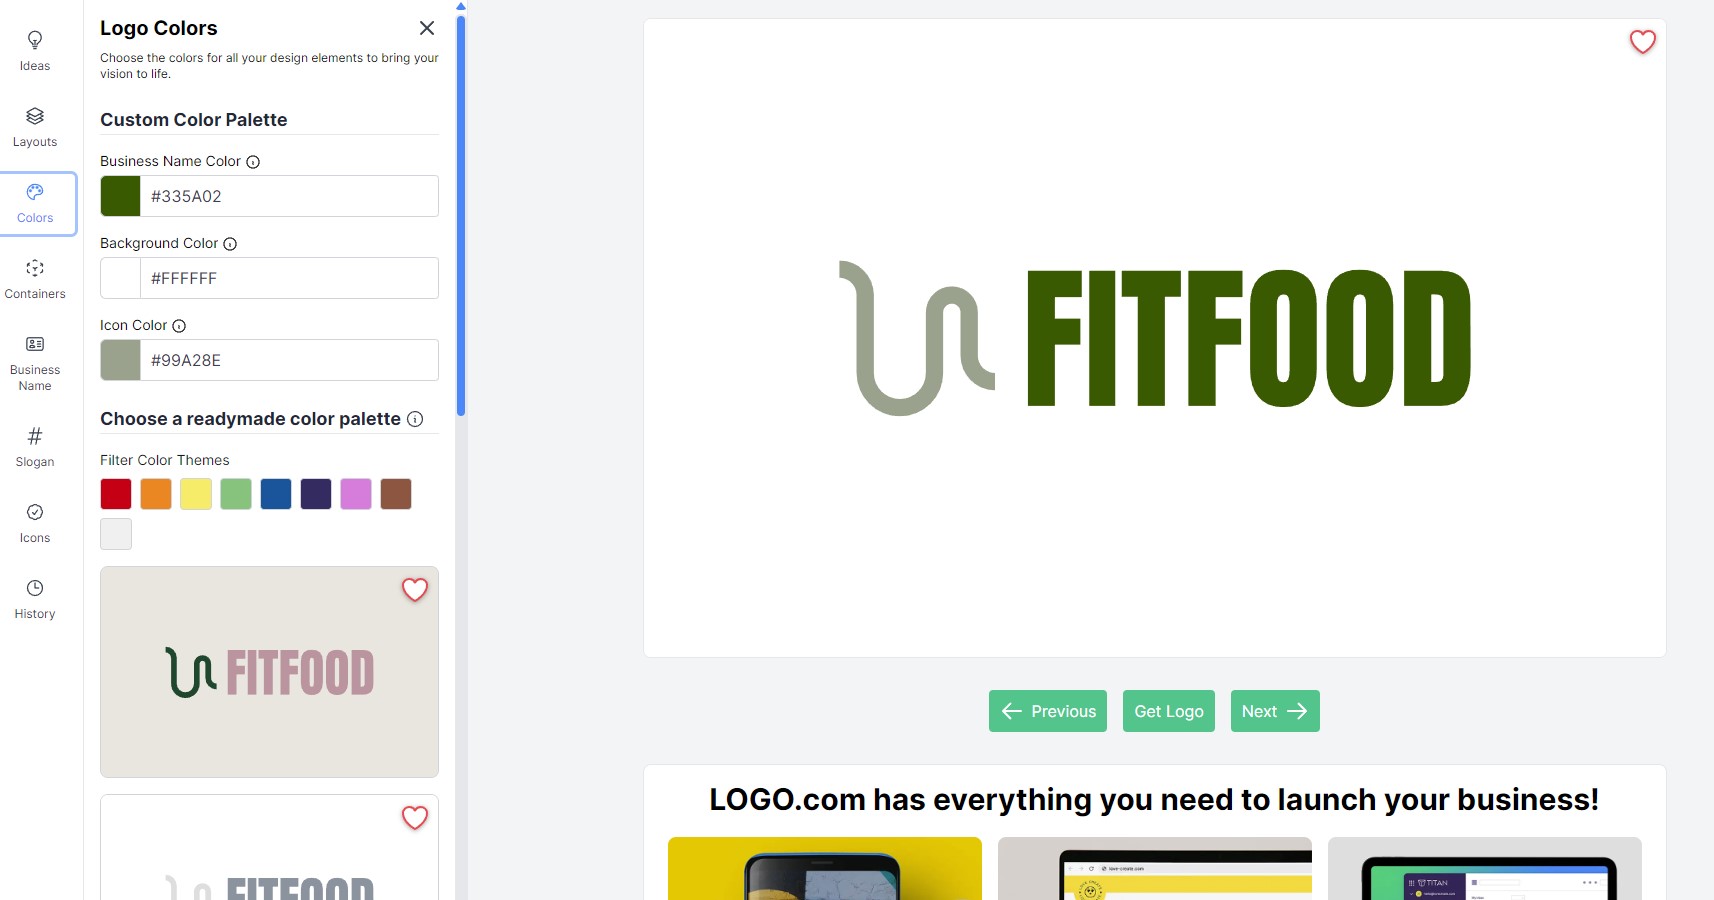 Ideas
Layouts
Colors
Containers
Business
Name
Slogan
Icons
History
Logo Colors
Choose the colors for all your design elements to bring your
vision to life.
Custom Color Palette
Business Name Color
#335A02
Background Color
#FFFFFF
Icon Color
#99A28E
Choose a readymade color palette
Filter Color Themes
FITFOOD
FITFOOD
FITFOOD
Previous
Get Logo
Next
LOGO.com has everything you need to launch your business!
TITAN